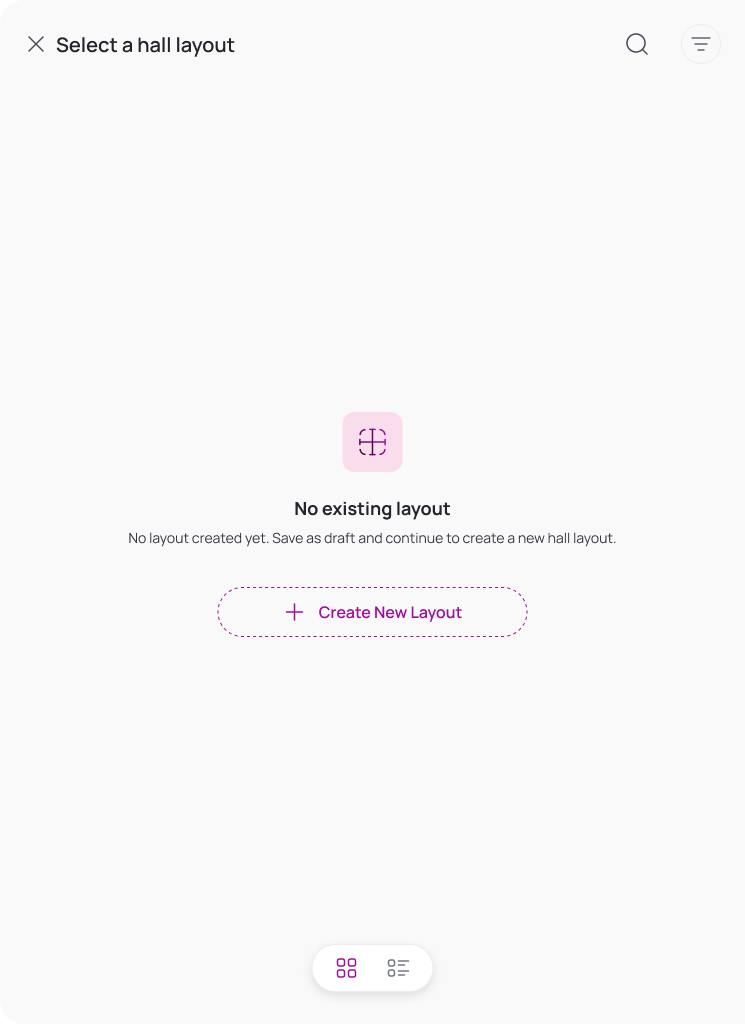 Select a hall layout
No existing layout
No layout created yet. Save as draft and continue to create a new hall layout.
Create New Layout